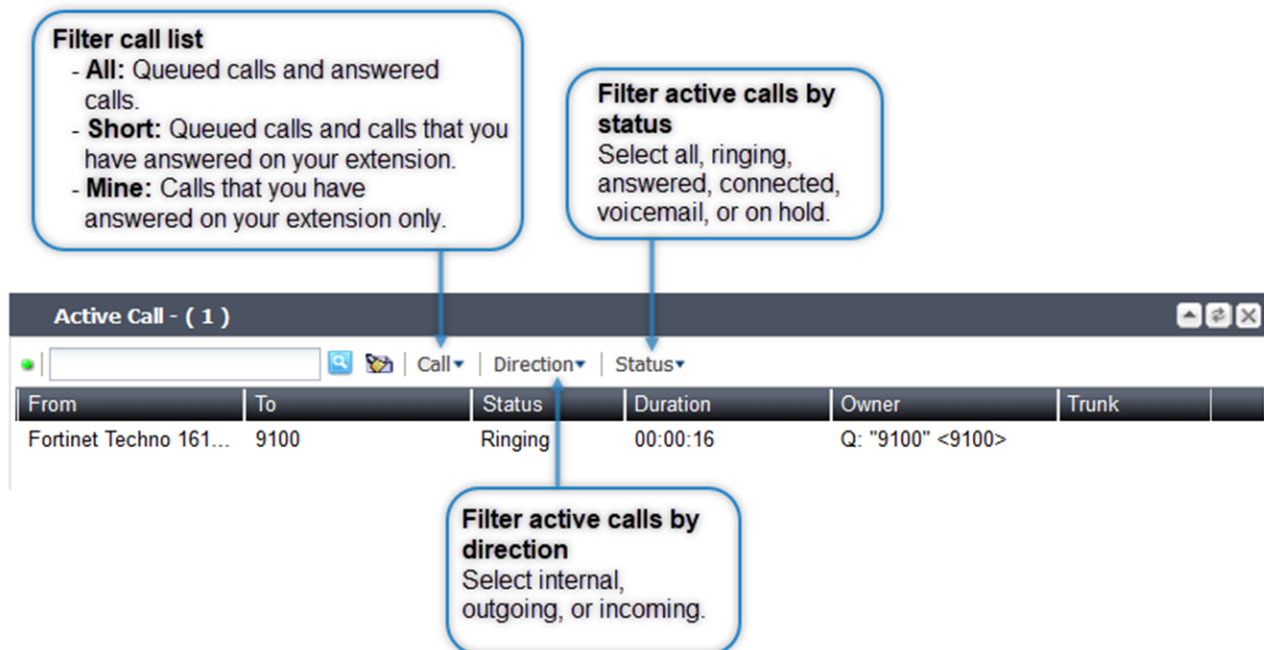 Filter call list
- All: Queued calls and answered
calls.
- Short: Queued calls and calls that you
have answered on your extension.
- Mine: Calls that you have
answered on your extension only.
Filter active calls by
status
Select all, ringing,
answered, connected,
voicemail, or on hold.
Active Call - ( 1 )
Call Direction Status
From To Status Duration Owner Trunk
Fortinet Techno 161... 9100 Ringing 00:00:16 Q: "9100" <9100>
Filter active calls by
direction
Select internal,
outgoing, or incoming.